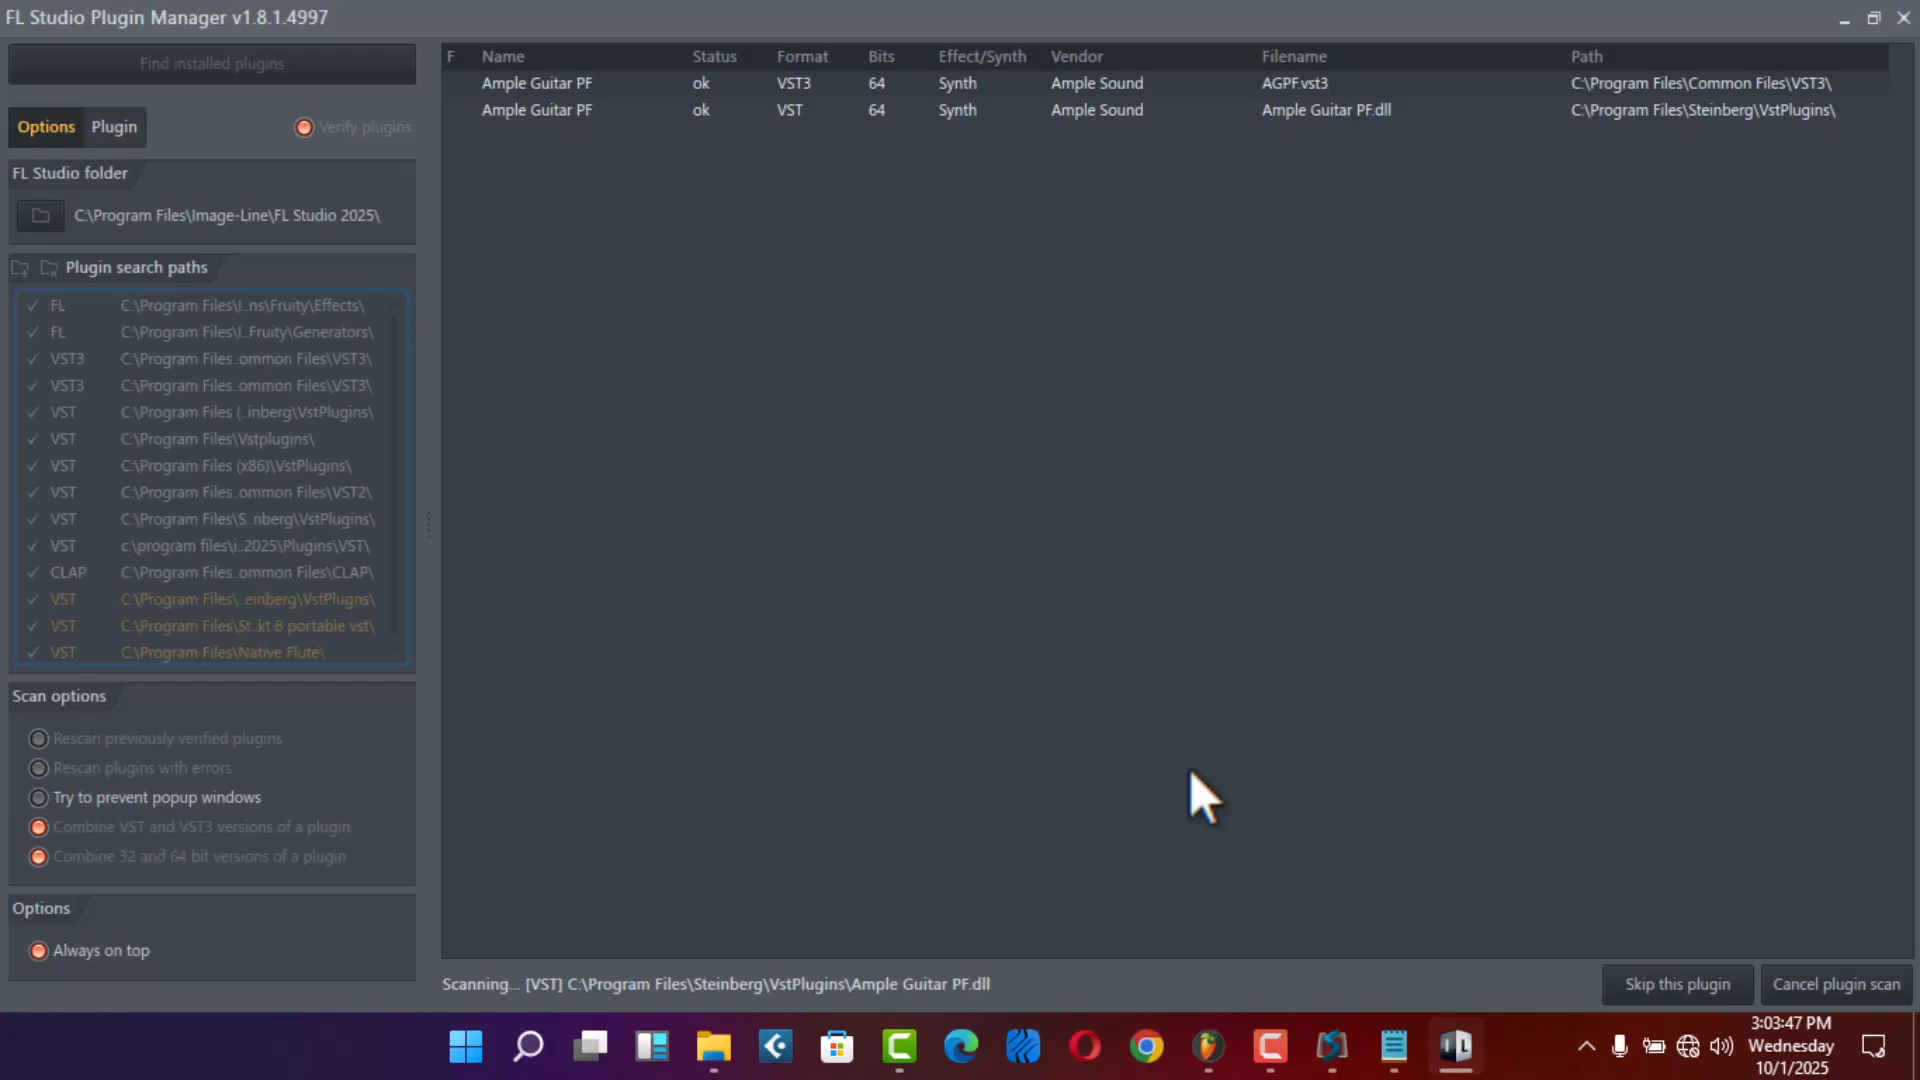 FL Studio Plugin Manager v1.8.1.4997
Find installed plugins
Options Plugin Verify plugins
FL Studio folder
C:\Program Files\Image-Line\FL Studio 2025\
Plugin search paths
FL C:\Program Files\I..ns\Fruity\Effects\
FL C:\Program Files\I..Fruity\Generators\
VST3 C:\Program Files..ommon Files\VST3\
VST3 C:\Program Files..ommon Files\VST3\
VST C:\Program Files (..inberg\VstPlugins\
VST C:\Program Files\Vstplugins\
VST C:\Program Files (x86)\VstPlugins\
VST C:\Program Files..ommon Files\VST2\
VST C:\Program Files\S..nberg\VstPlugins\
VST c:\program files\i..2025\Plugins\VST\
CLAP C:\Program Files..ommon Files\CLAP\
VST C:\Program Files\..einberg\VstPlugns\
VST C:\Program Files\St..kt 8 portable vst\
VST C:\Program Files\Native Flute\
Scan options
Rescan previously verified plugins
Rescan plugins with errors
Try to prevent popup windows
Combine VST and VST3 versions of a plugin
Combine 32 and 64 bit versions of a plugin
Options
Always on top
F Name Status Format Bits Effect/Synth Vendor Filename Path
Ample Guitar PF ok VST3 64 Synth Ample Sound AGPF.vst3 C:\Program Files\Common Files\VST3\
Ample Guitar PF ok VST 64 Synth Ample Sound Ample Guitar PF.dll C:\Program Files\Steinberg\VstPlugins\
Scanning... [VST] C:\Program Files\Steinberg\VstPlugins\Ample Guitar PF.dll
Skip this plugin Cancel plugin scan
3:03:47 PM
Wednesday
10/1/2025